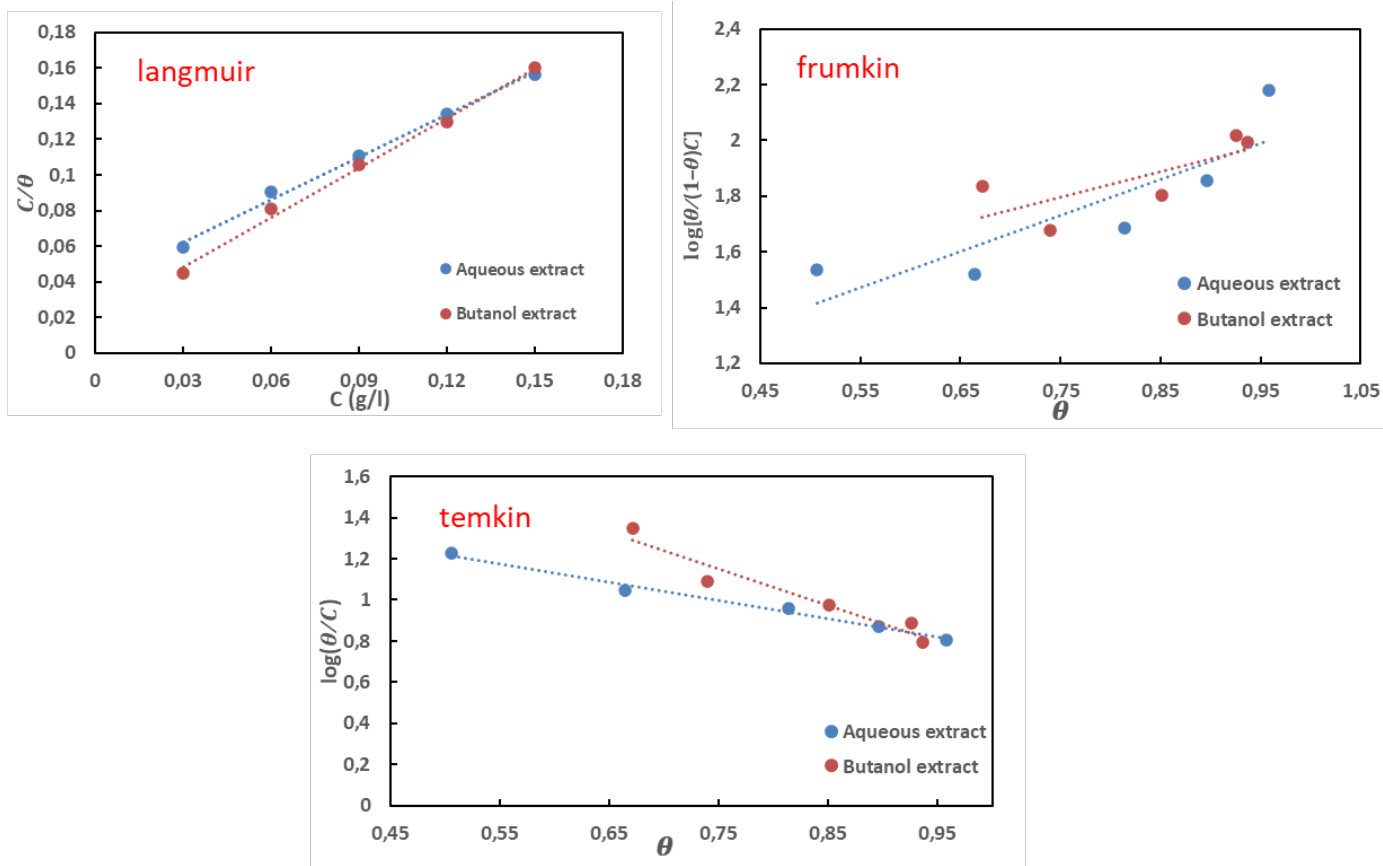 langmuir
C/θ
0,18
0,16
0,14
0,12
0,1
0,08
0,06
0,04
0,02
0
0 0,03 0,06 0,09 0,12 0,15 0,18
C (g/l)
Aqueous extract
Butanol extract
frumkin
log[θ/(1−θ)C]
2,4
2,2
2
1,8
1,6
1,4
1,2
0,45 0,55 0,65 0,75 0,85 0,95 1,05
θ
Aqueous extract
Butanol extract
temkin
log(θ/C)
1,6
1,4
1,2
1
0,8
0,6
0,4
0,2
0
0,45 0,65 0,75 0,85 0,95
θ
Aqueous extract
Butanol extract